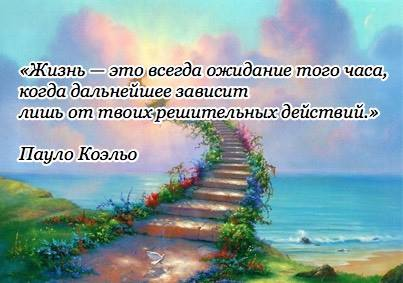 «Жизнь — это всегда ожидание того часа,
когда дальнейшее зависит
лишь от твоих решительных действий.»
Пауло Коэльо